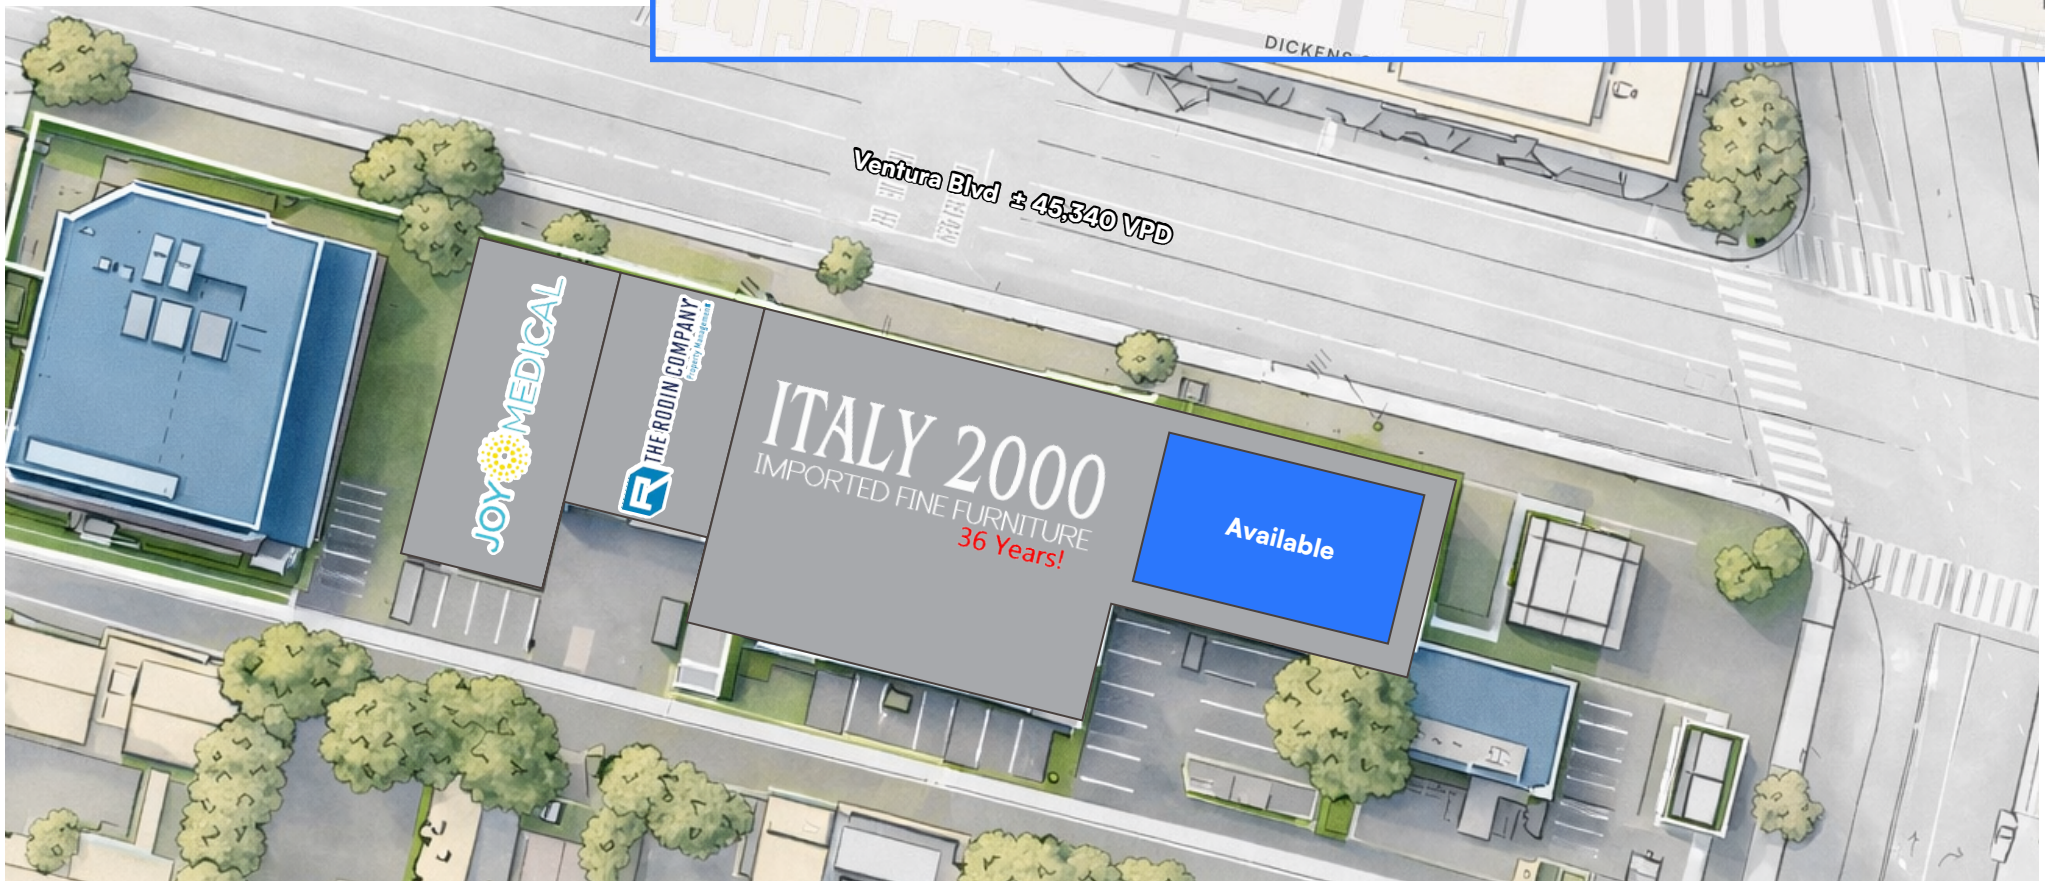 DICKENS
Ventura Blvd ± 45,340 VPD
JOY MEDICAL
THE RODIN COMPANY
Property Management
R
ITALY 2000
IMPORTED FINE FURNITURE
36 Years!
Available